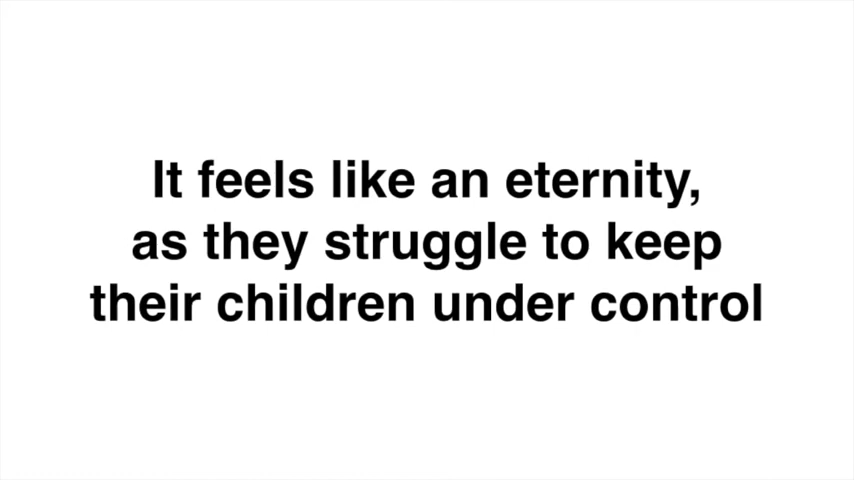 It feels like an eternity,
as they struggle to keep
their children under control